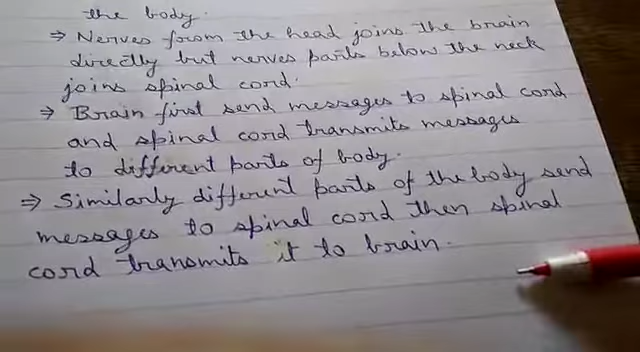 the body.
⇒ Nerves from the head joins the brain
directly but nerves parts below the neck
joins spinal cord.
⇒ Brain first send messages to spinal cord
and spinal cord transmits messages
to different parts of body.
⇒ Similarly different parts of the body send
messages to spinal cord then spinal
cord transmits it to brain.